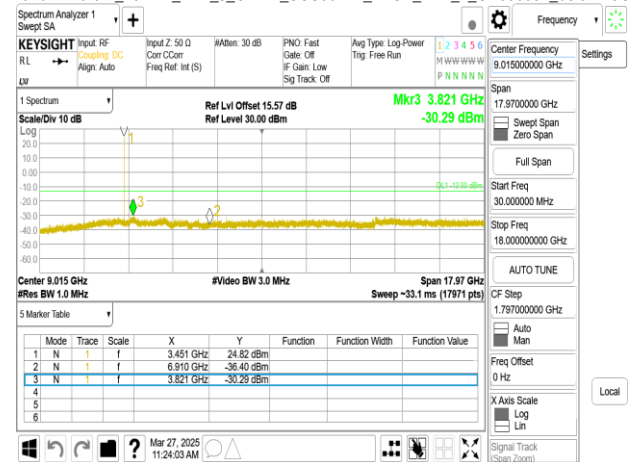 Spectrum Analyzer 1
Swept SA
Frequency
KEYSIGHT
RL
Input: RF
Coupling: DC
Align: Auto
Input Z: 50 Ω
Corr CCorr
Freq Ref: Int (S)
#Atten: 30 dB
PNO: Fast
Gate: Off
IF Gain: Low
Sig Track: Off
Avg Type: Log-Power
Trig: Free Run
1 2 3 4 5 6
M W W W W W
P N N N N N
Center Frequency
9.015000000 GHz
Settings
1 Spectrum
Scale/Div 10 dB
Ref Lvl Offset 15.57 dB
Ref Level 30.00 dBm
Mkr3 3.821 GHz
-30.29 dBm
Span
17.9700000 GHz
Swept Span
Zero Span
Full Span
Start Freq
30.000000 MHz
Stop Freq
18.000000000 GHz
AUTO TUNE
Log
20.0
10.0
0.00
-10.0
-20.0
-30.0
-40.0
-50.0
-60.0
1
2
3
DL1 -13.00 dBm
Center 9.015 GHz
#Res BW 1.0 MHz
#Video BW 3.0 MHz
Span 17.97 GHz
Sweep ~33.1 ms (17971 pts)
CF Step
1.797000000 GHz
Auto
Man
Freq Offset
0 Hz
X Axis Scale
Log
Lin
Local
Signal Track
(Span Zoom)
5 Marker Table
Mode Trace Scale X Y Function Function Width Function Value
1 N 1 f 3.451 GHz 24.82 dBm
2 N 1 f 6.910 GHz -36.40 dBm
3 N 1 f 3.821 GHz -30.29 dBm
4
5
6
?
Mar 27, 2025
11:24:03 AM